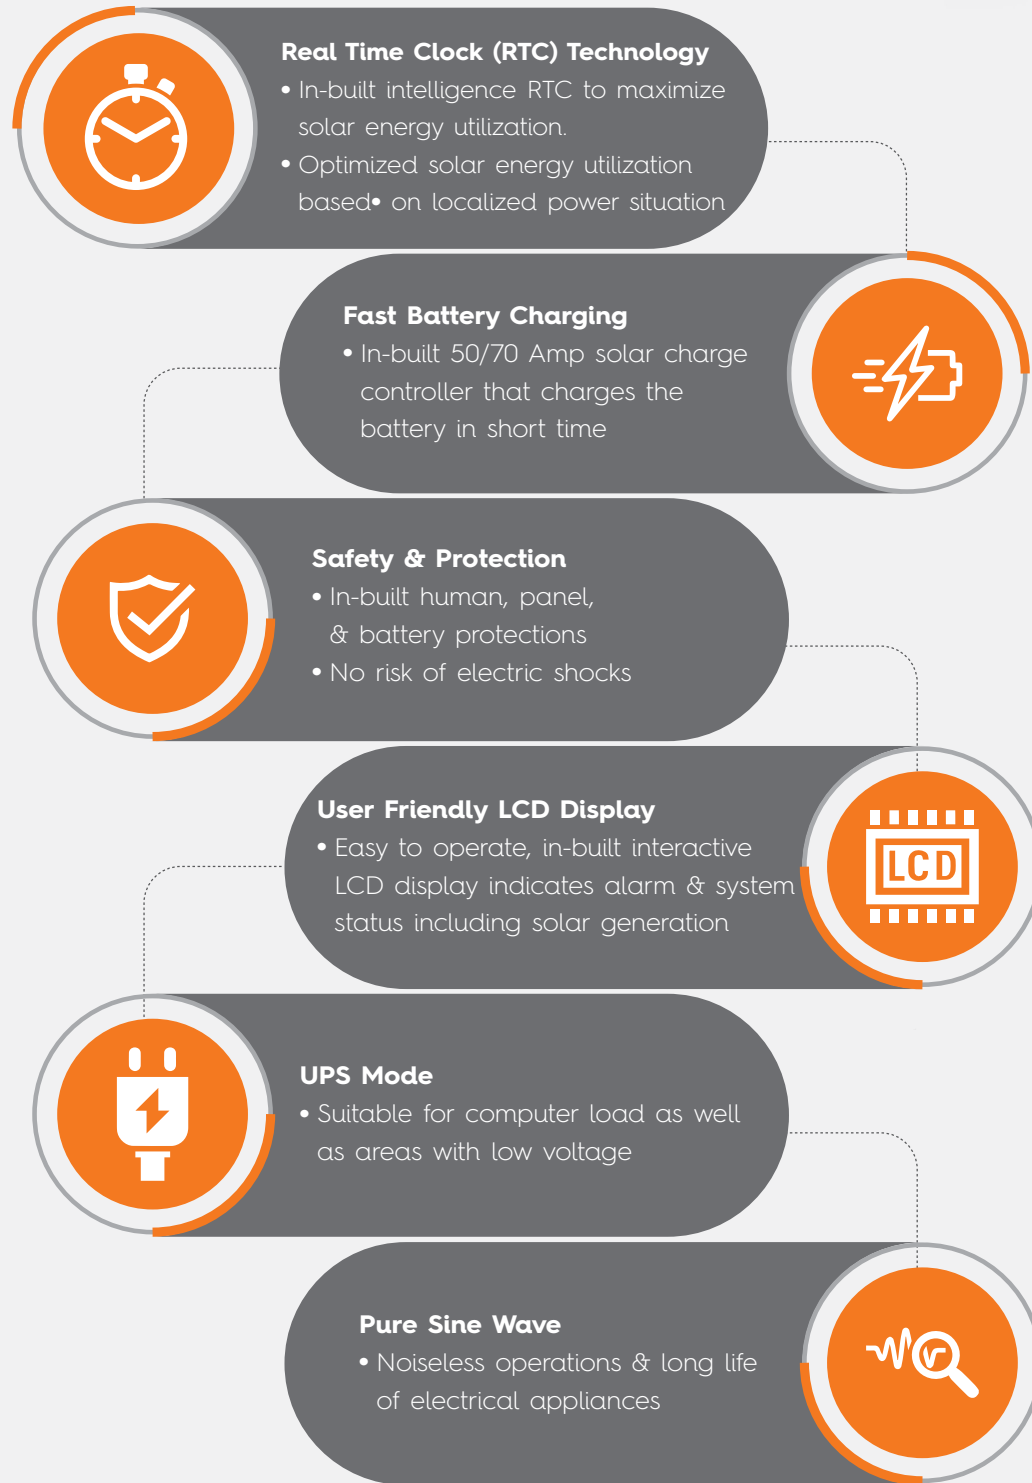 Real Time Clock (RTC) Technology
• In-built intelligence RTC to maximize
solar energy utilization.
• Optimized solar energy utilization
based• on localized power situation
Fast Battery Charging
• In-built 50/70 Amp solar charge
controller that charges the
battery in short time
Safety & Protection
• In-built human, panel,
& battery protections
• No risk of electric shocks
User Friendly LCD Display
• Easy to operate, in-built interactive
LCD display indicates alarm & system
status including solar generation
LCD
UPS Mode
• Suitable for computer load as well
as areas with low voltage
Pure Sine Wave
• Noiseless operations & long life
of electrical appliances